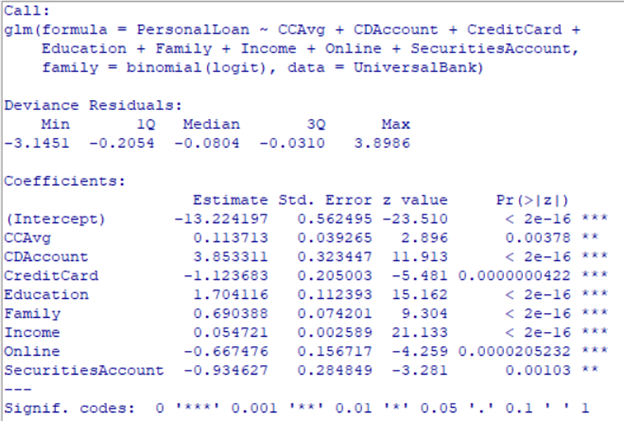 Call:
glm(formula = PersonalLoan ~ CCAvg + CDAccount + CreditCard +
    Education + Family + Income + Online + SecuritiesAccount,
    family = binomial(logit), data = UniversalBank)

Deviance Residuals:
    Min      1Q  Median      3Q     Max
-3.1451 -0.2054 -0.0804 -0.0310  3.8986

Coefficients:
                    Estimate Std. Error z value     Pr(>|z|)
(Intercept)       -13.224197   0.562495 -23.510      < 2e-16 ***
CCAvg               0.113713   0.039265   2.896      0.00378 **
CDAccount           3.853311   0.323447  11.913      < 2e-16 ***
CreditCard         -1.123683   0.205003  -5.481 0.0000000422 ***
Education           1.704116   0.112393  15.162      < 2e-16 ***
Family              0.690388   0.074201   9.304      < 2e-16 ***
Income              0.054721   0.002589  21.133      < 2e-16 ***
Online             -0.667476   0.156717  -4.259 0.0000205232 ***
SecuritiesAccount  -0.934627   0.284849  -3.281      0.00103 **
---
Signif. codes:  0 '***' 0.001 '**' 0.01 '*' 0.05 '.' 0.1 ' ' 1